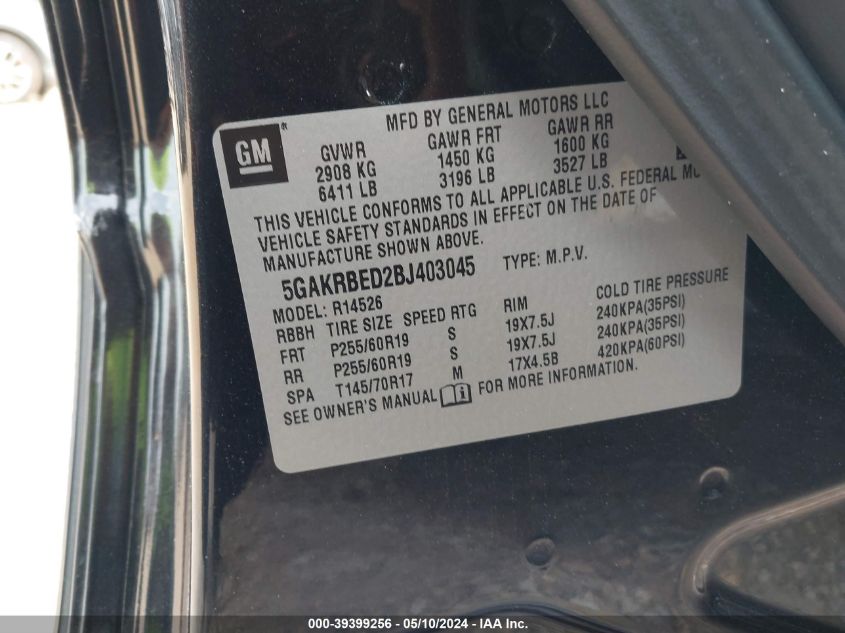 MFD BY GENERAL MOTORS LLC
GM ®
GVWR GAWR FRT GAWR RR
2908 KG 1450 KG 1600 KG
6411 LB 3196 LB 3527 LB
THIS VEHICLE CONFORMS TO ALL APPLICABLE U.S. FEDERAL
VEHICLE SAFETY STANDARDS IN EFFECT ON THE DATE OF
MANUFACTURE SHOWN ABOVE.
5GAKRBED2BJ403045 TYPE: M.P.V.
MODEL: R14526
RBBH TIRE SIZE SPEED RTG RIM COLD TIRE PRESSURE
FRT P255/60R19 S 19X7.5J 240KPA(35PSI)
RR P255/60R19 S 19X7.5J 240KPA(35PSI)
SPA T145/70R17 M 17X4.5B 420KPA(60PSI)
SEE OWNER'S MANUAL FOR MORE INFORMATION.
000-39399256 - 05/10/2024 - IAA Inc.